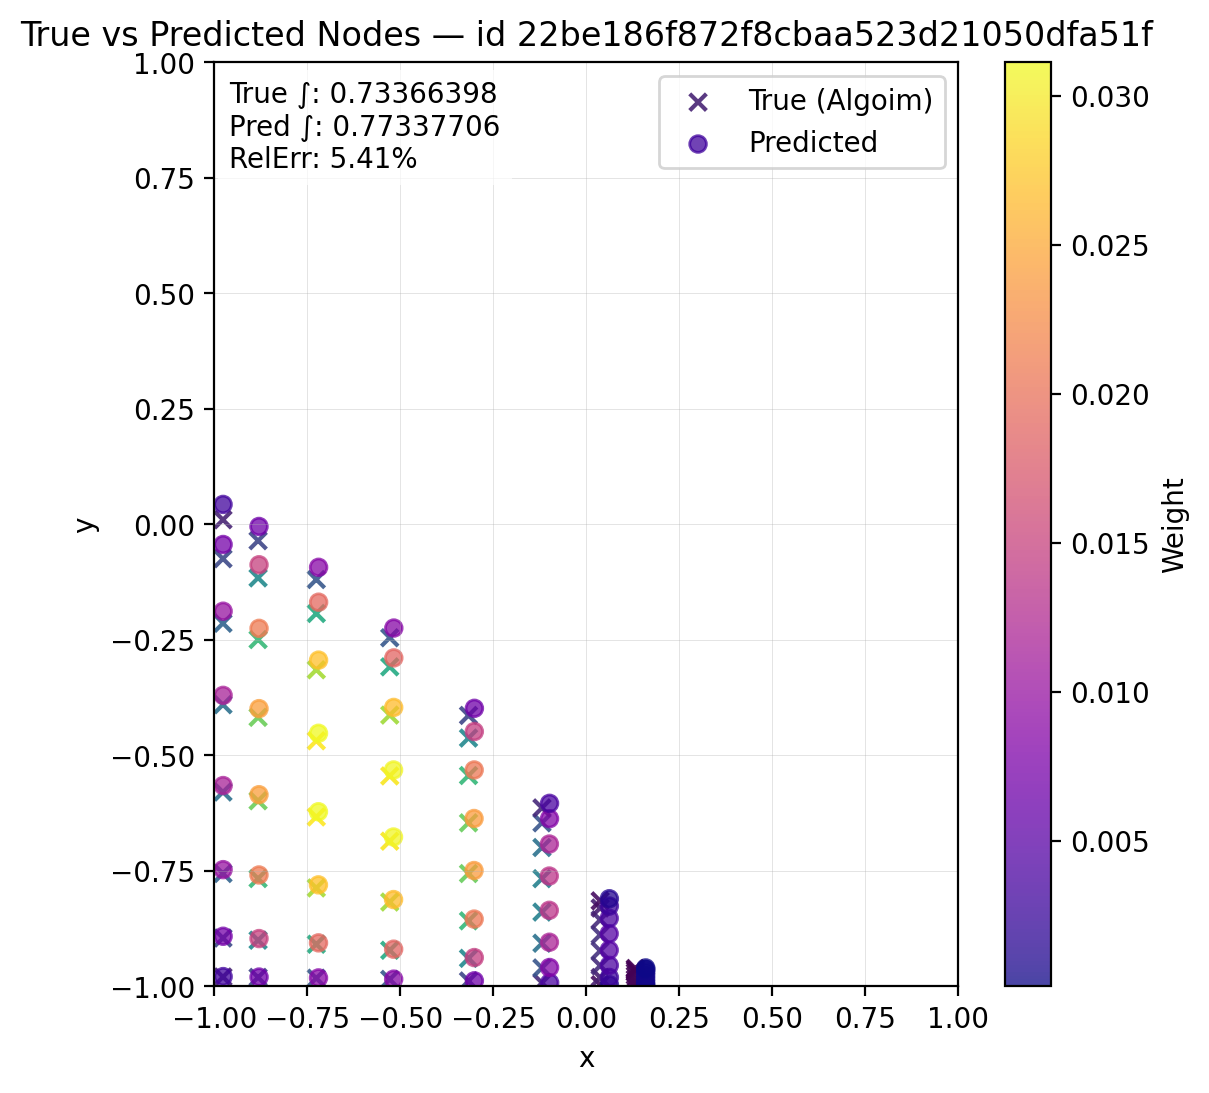 True vs Predicted Nodes — id 22be186f872f8cbaa523d21050dfa51f
True ∫: 0.73366398
Pred ∫: 0.77337706
RelErr: 5.41%
True (Algoim)
Predicted
1.00
0.75
0.50
0.25
0.00
−0.25
−0.50
−0.75
−1.00
y
−1.00 −0.75 −0.50 −0.25 0.00 0.25 0.50 0.75 1.00
x
0.030
0.025
0.020
0.015
0.010
0.005
Weight